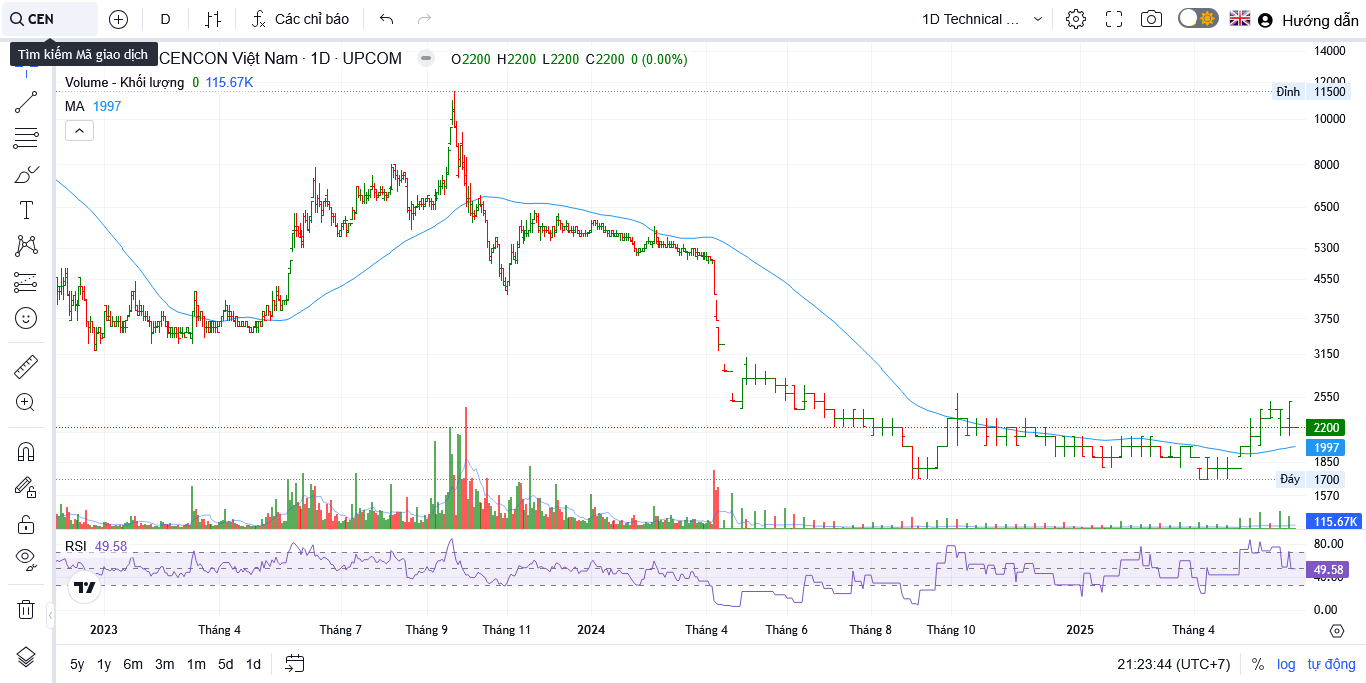 CEN D Các chỉ báo 1D Technical ... Hướng dẫn
Tìm kiếm Mã giao dịch
CENCON Việt Nam · 1D · UPCOM O2200 H2200 L2200 C2200 0 (0.00%)
Volume - Khối lượng 0 115.67K
MA 1997
14000
12000
Đỉnh 11500
10000
8000
6500
5300
4550
3750
3150
2550
2200
1997
1850
Đáy 1700
1570
115.67K
RSI 49.58
80.00
49.58
40.00
0.00
2023 Tháng 4 Tháng 7 Tháng 9 Tháng 11 2024 Tháng 4 Tháng 6 Tháng 8 Tháng 10 2025 Tháng 4
5y 1y 6m 3m 1m 5d 1d 21:23:44 (UTC+7) % log tự động